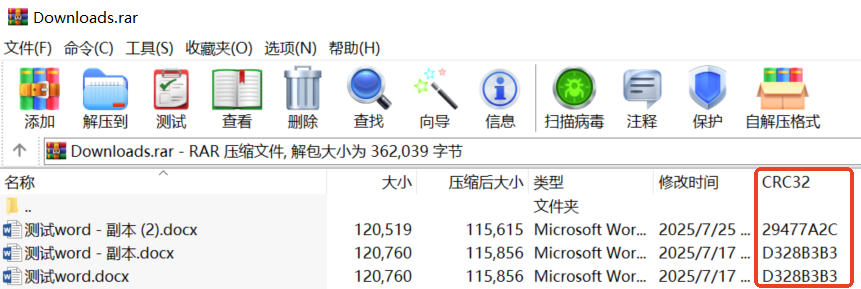 Downloads.rar
文件(F) 命令(C) 工具(S) 收藏夹(O) 选项(N) 帮助(H)
添加 解压到 测试 查看 删除 查找 向导 信息 扫描病毒 注释 保护 自解压格式
Downloads.rar - RAR 压缩文件, 解包大小为 362,039 字节
名称 大小 压缩后大小 类型 修改时间 CRC32
.. 文件夹
测试word - 副本 (2).docx 120,519 115,615 Microsoft Wor... 2025/7/25 ... 29477A2C
测试word - 副本.docx 120,760 115,856 Microsoft Wor... 2025/7/17 ... D328B3B3
测试word.docx 120,760 115,856 Microsoft Wor... 2025/7/17 ... D328B3B3